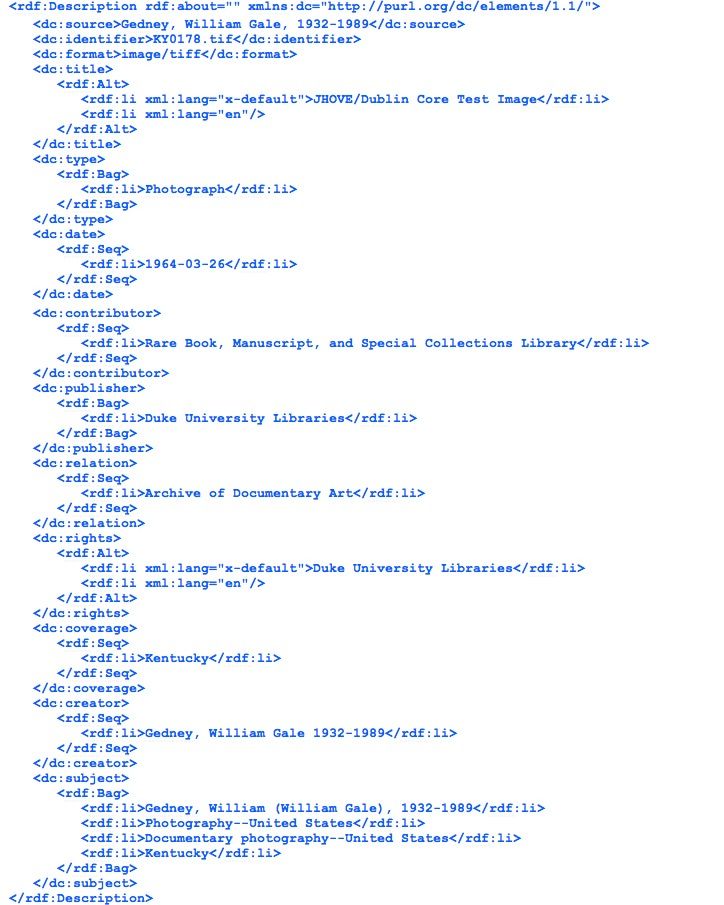 <rdf:Description rdf:about="" xmlns:dc="http://purl.org/dc/elements/1.1/">
<dc:source>Gedney, William Gale, 1932-1989</dc:source>
<dc:identifier>KY0178.tif</dc:identifier>
<dc:format>image/tiff</dc:format>
<dc:title>
<rdf:Alt>
<rdf:li xml:lang="x-default">JHOVE/Dublin Core Test Image</rdf:li>
<rdf:li xml:lang="en"/>
</rdf:Alt>
</dc:title>
<dc:type>
<rdf:Bag>
<rdf:li>Photograph</rdf:li>
</rdf:Bag>
</dc:type>
<dc:date>
<rdf:Seq>
<rdf:li>1964-03-26</rdf:li>
</rdf:Seq>
</dc:date>
<dc:contributor>
<rdf:Seq>
<rdf:li>Rare Book, Manuscript, and Special Collections Library</rdf:li>
</rdf:Seq>
</dc:contributor>
<dc:publisher>
<rdf:Bag>
<rdf:li>Duke University Libraries</rdf:li>
</rdf:Bag>
</dc:publisher>
<dc:relation>
<rdf:Seq>
<rdf:li>Archive of Documentary Art</rdf:li>
</rdf:Seq>
</dc:relation>
<dc:rights>
<rdf:Alt>
<rdf:li xml:lang="x-default">Duke University Libraries</rdf:li>
<rdf:li xml:lang="en"/>
</rdf:Alt>
</dc:rights>
<dc:coverage>
<rdf:Seq>
<rdf:li>Kentucky</rdf:li>
</rdf:Seq>
</dc:coverage>
<dc:creator>
<rdf:Seq>
<rdf:li>Gedney, William Gale 1932-1989</rdf:li>
</rdf:Seq>
</dc:creator>
<dc:subject>
<rdf:Bag>
<rdf:li>Gedney, William (William Gale), 1932-1989</rdf:li>
<rdf:li>Photography--United States</rdf:li>
<rdf:li>Documentary photography--United States</rdf:li>
<rdf:li>Kentucky</rdf:li>
</rdf:Bag>
</dc:subject>
</rdf:Description>